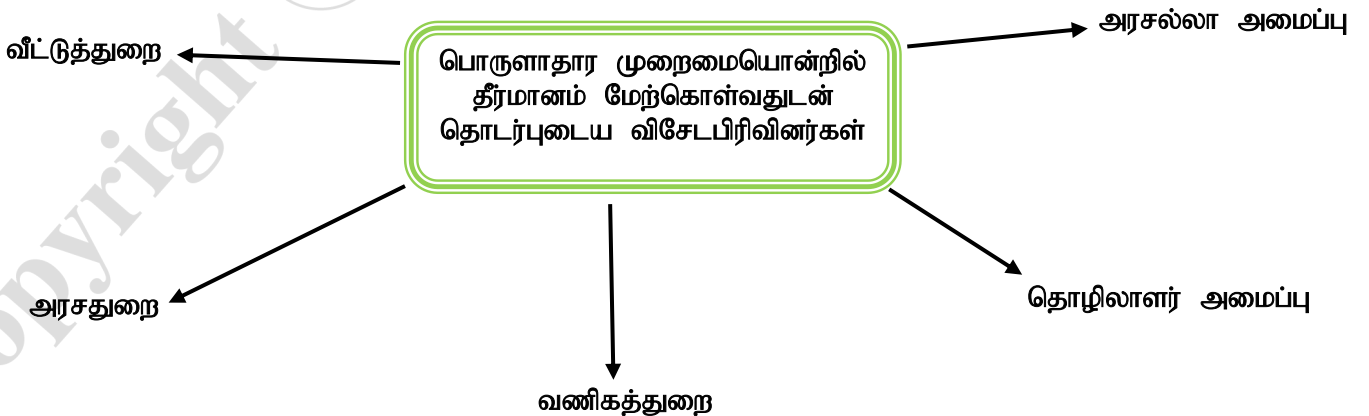 அரசல்லா அமைப்பு
வீட்டுத்துறை
பொருளாதார முறைமையொன்றில்
தீர்மானம் மேற்கொள்வதுடன்
தொடர்புடைய விசேடபிரிவினர்கள்
அரசதுறை
தொழிலாளர் அமைப்பு
வணிகத்துறை